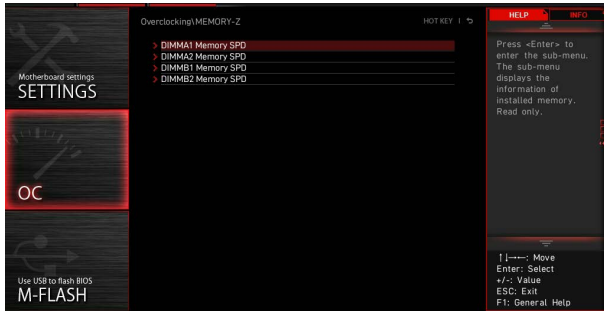 Overclocking\MEMORY-Z
HOT KEY | ↰
DIMMA1 Memory SPD
DIMMA2 Memory SPD
DIMMB1 Memory SPD
DIMMB2 Memory SPD
Motherboard settings
SETTINGS
OC
Use USB to flash BIOS
M-FLASH
HELP
INFO
Press <Enter> to
enter the sub-menu.
The sub-menu
displays the
information of
installed memory.
Read only.
↑↓→←: Move
Enter: Select
+/-: Value
ESC: Exit
F1: General Help